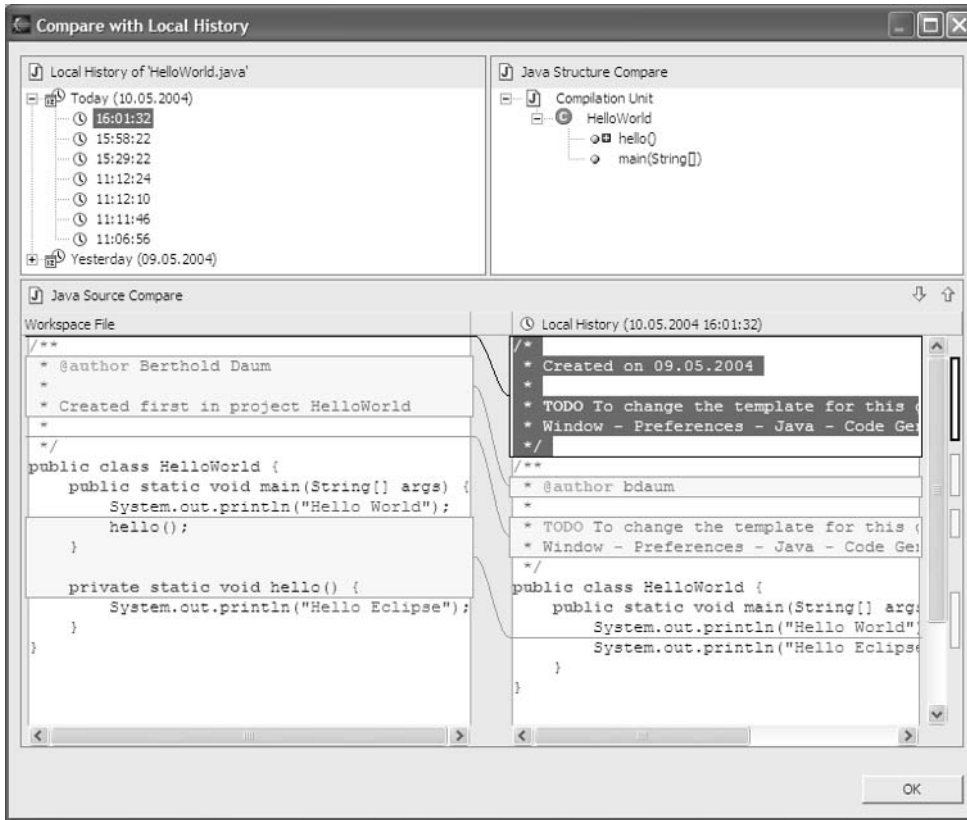 Compare with Local History
Local History of 'HelloWorld.java'
Today (10.05.2004)
16:01:32
15:58:22
15:29:22
11:12:24
11:12:10
11:11:46
11:06:56
Yesterday (09.05.2004)
Java Structure Compare
Compilation Unit
HelloWorld
hello()
main(String[])
Java Source Compare
Workspace File
/**
* @author Berthold Daum
*
* Created first in project HelloWorld
*
*/
public class HelloWorld {
public static void main(String[] args) {
System.out.println("Hello World");
hello();
}
private static void hello() {
System.out.println("Hello Eclipse");
}
}
Local History (10.05.2004 16:01:32)
/*
* Created on 09.05.2004
*
* TODO To change the template for this
* Window - Preferences - Java - Code Ge
*/
/**
* @author bdaum
*
* TODO To change the template for this
* Window - Preferences - Java - Code Ge
*/
public class HelloWorld {
public static void main(String[] arg
System.out.println("Hello World"
System.out.println("Hello Eclips
}
}
OK